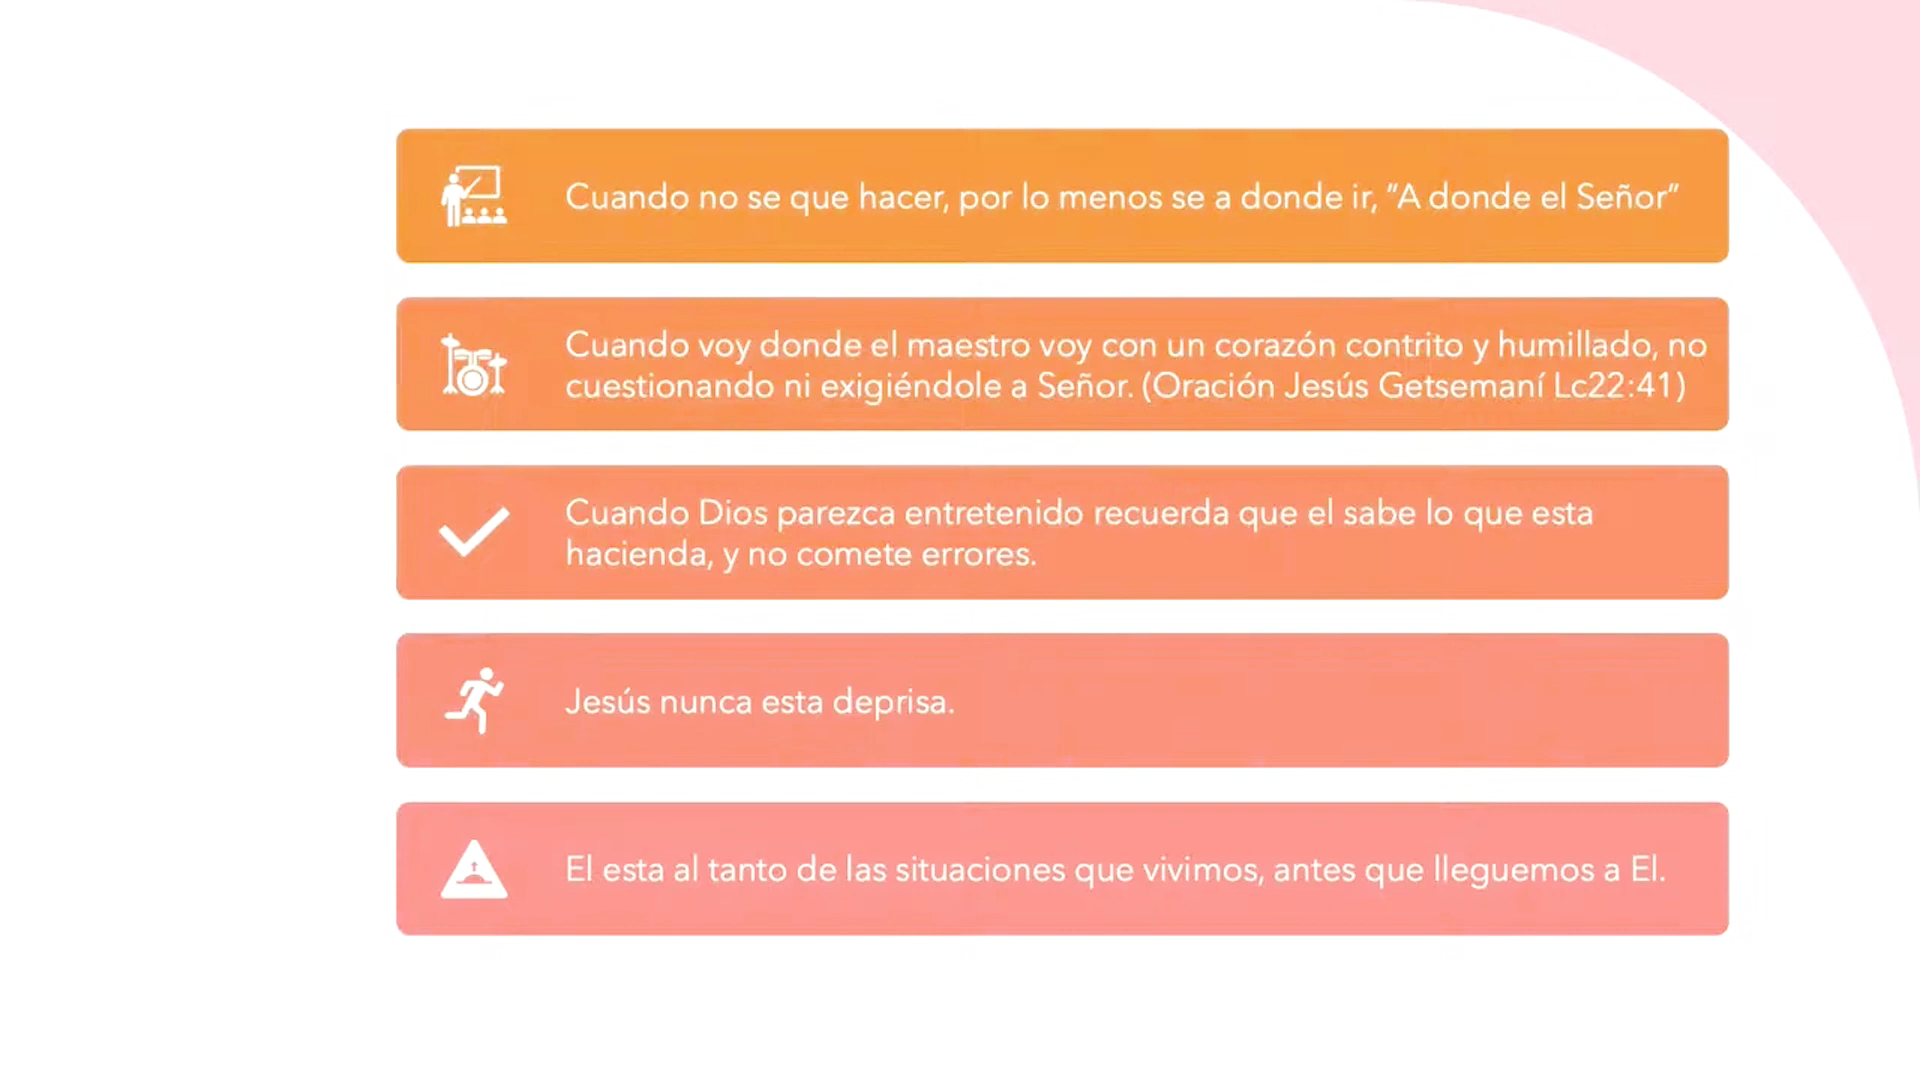 Cuando no se que hacer, por lo menos se a donde ir, “A donde el Señor”
Cuando voy donde el maestro voy con un corazón contrito y humillado, no
cuestionando ni exigiéndole a Señor. (Oración Jesús Getsemaní Lc22:41)
Cuando Dios parezca entretenido recuerda que el sabe lo que esta
hacienda, y no comete errores.
Jesús nunca esta deprisa.
El esta al tanto de las situaciones que vivimos, antes que lleguemos a El.